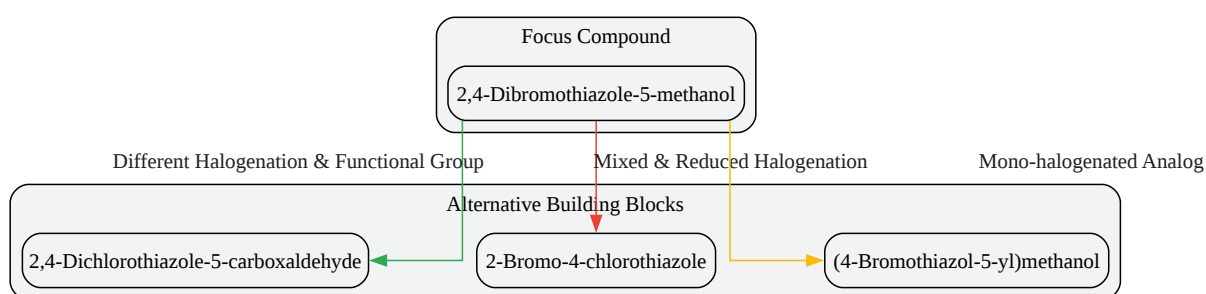 Focus Compound
2,4-Dibromothiazole-5-methanol
Different Halogenation & Functional Group
Mixed & Reduced Halogenation
Mono-halogenated Analog
Alternative Building Blocks
2,4-Dichlorothiazole-5-carboxaldehyde
2-Bromo-4-chlorothiazole
(4-Bromothiazol-5-yl)methanol